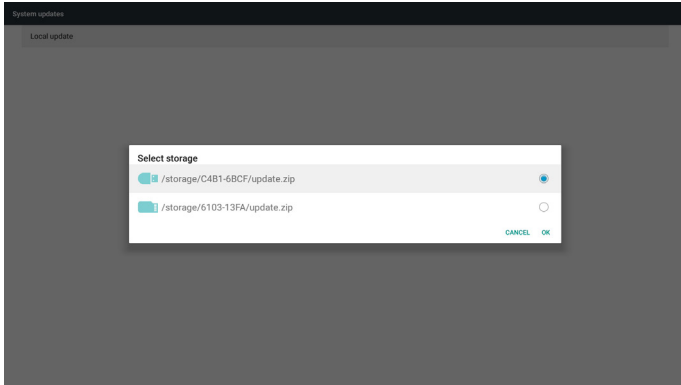 System updates
Local update
Select storage
/storage/C4B1-6BCF/update.zip
/storage/6103-13FA/update.zip
CANCEL OK